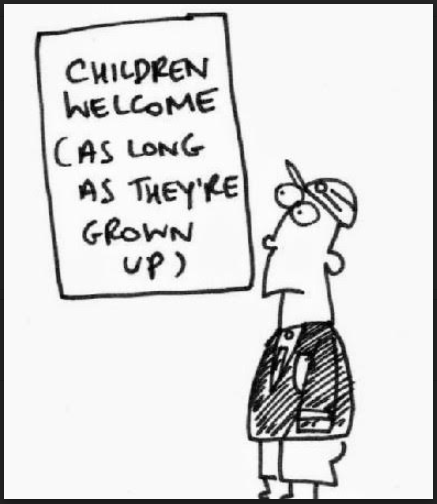 CHILDREN
WELCOME
(AS LONG
AS THEY'RE
GROWN
UP)